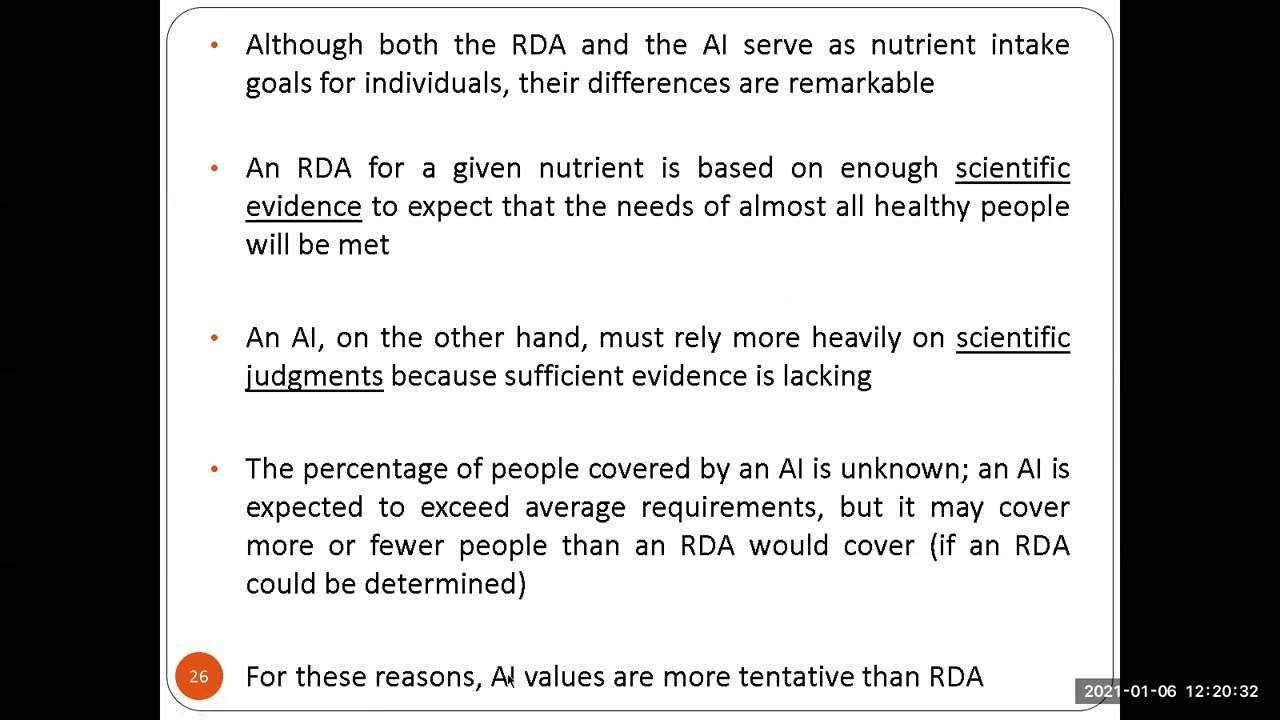 • Although both the RDA and the AI serve as nutrient intake
goals for individuals, their differences are remarkable
• An RDA for a given nutrient is based on enough scientific
evidence to expect that the needs of almost all healthy people
will be met
• An AI, on the other hand, must rely more heavily on scientific
judgments because sufficient evidence is lacking
• The percentage of people covered by an AI is unknown; an AI is
expected to exceed average requirements, but it may cover
more or fewer people than an RDA would cover (if an RDA
could be determined)
26 For these reasons, AI values are more tentative than RDA
2021-01-06 12:20:32